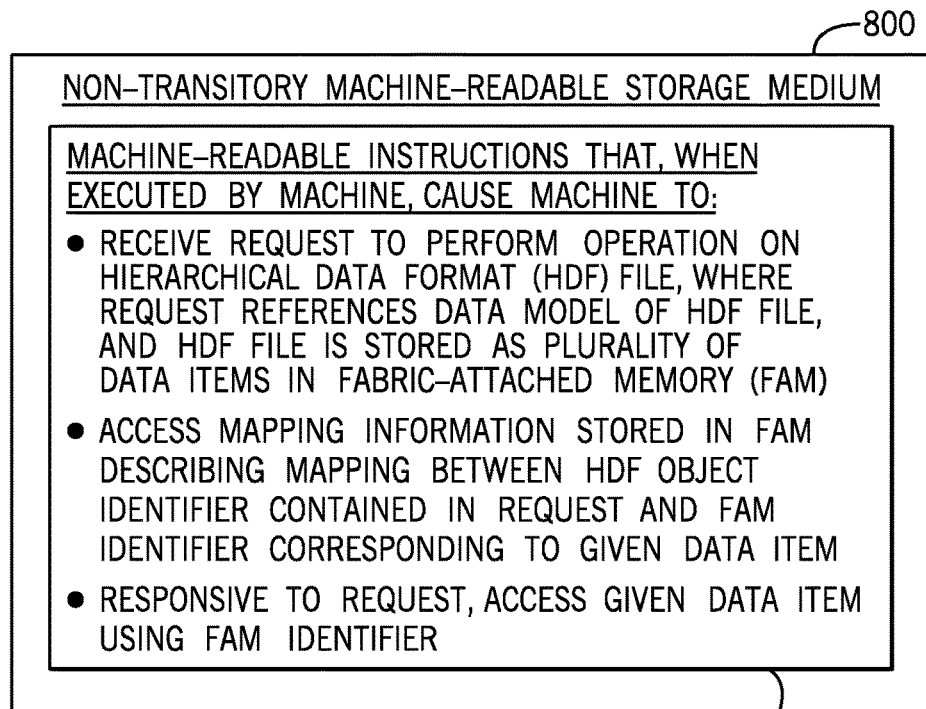 800
NON-TRANSITORY MACHINE-READABLE STORAGE MEDIUM
MACHINE-READABLE INSTRUCTIONS THAT, WHEN
EXECUTED BY MACHINE, CAUSE MACHINE TO:
● RECEIVE REQUEST TO PERFORM OPERATION ON
HIERARCHICAL DATA FORMAT (HDF) FILE, WHERE
REQUEST REFERENCES DATA MODEL OF HDF FILE,
AND HDF FILE IS STORED AS PLURALITY OF
DATA ITEMS IN FABRIC-ATTACHED MEMORY (FAM)
● ACCESS MAPPING INFORMATION STORED IN FAM
DESCRIBING MAPPING BETWEEN HDF OBJECT
IDENTIFIER CONTAINED IN REQUEST AND FAM
IDENTIFIER CORRESPONDING TO GIVEN DATA ITEM
● RESPONSIVE TO REQUEST, ACCESS GIVEN DATA ITEM
USING FAM IDENTIFIER